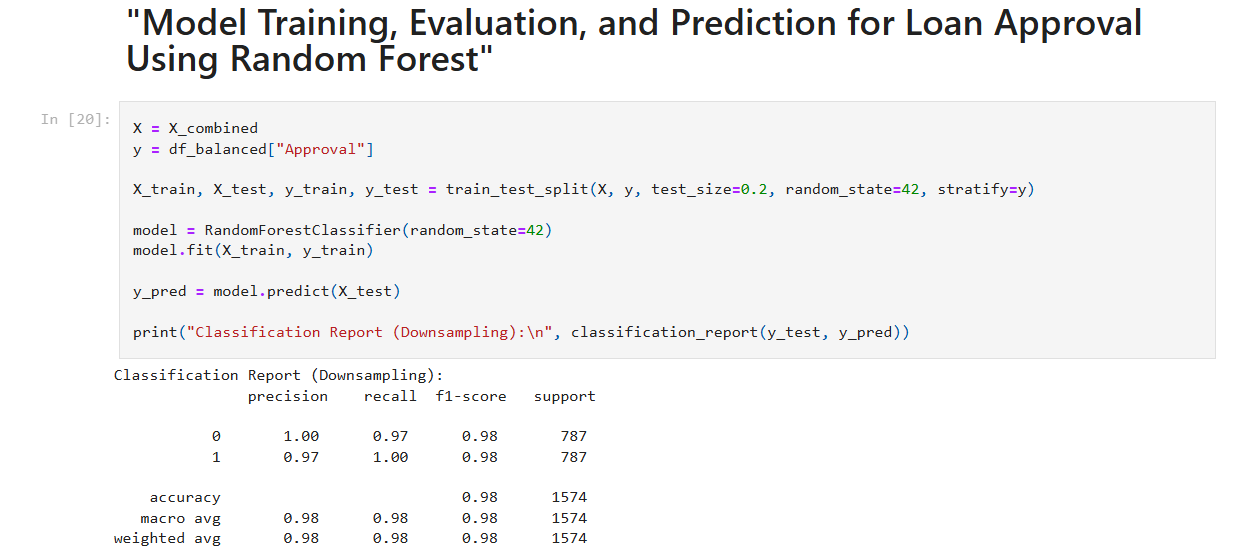 "Model Training, Evaluation, and Prediction for Loan Approval
Using Random Forest"
In [20]:
X = X_combined
y = df_balanced["Approval"]
X_train, X_test, y_train, y_test = train_test_split(X, y, test_size=0.2, random_state=42, stratify=y)
model = RandomForestClassifier(random_state=42)
model.fit(X_train, y_train)
y_pred = model.predict(X_test)
print("Classification Report (Downsampling):\n", classification_report(y_test, y_pred))
Classification Report (Downsampling):
precision    recall  f1-score   support
0       1.00      0.97      0.98       787
1       0.97      1.00      0.98       787
accuracy                           0.98      1574
macro avg       0.98      0.98      0.98      1574
weighted avg       0.98      0.98      0.98      1574